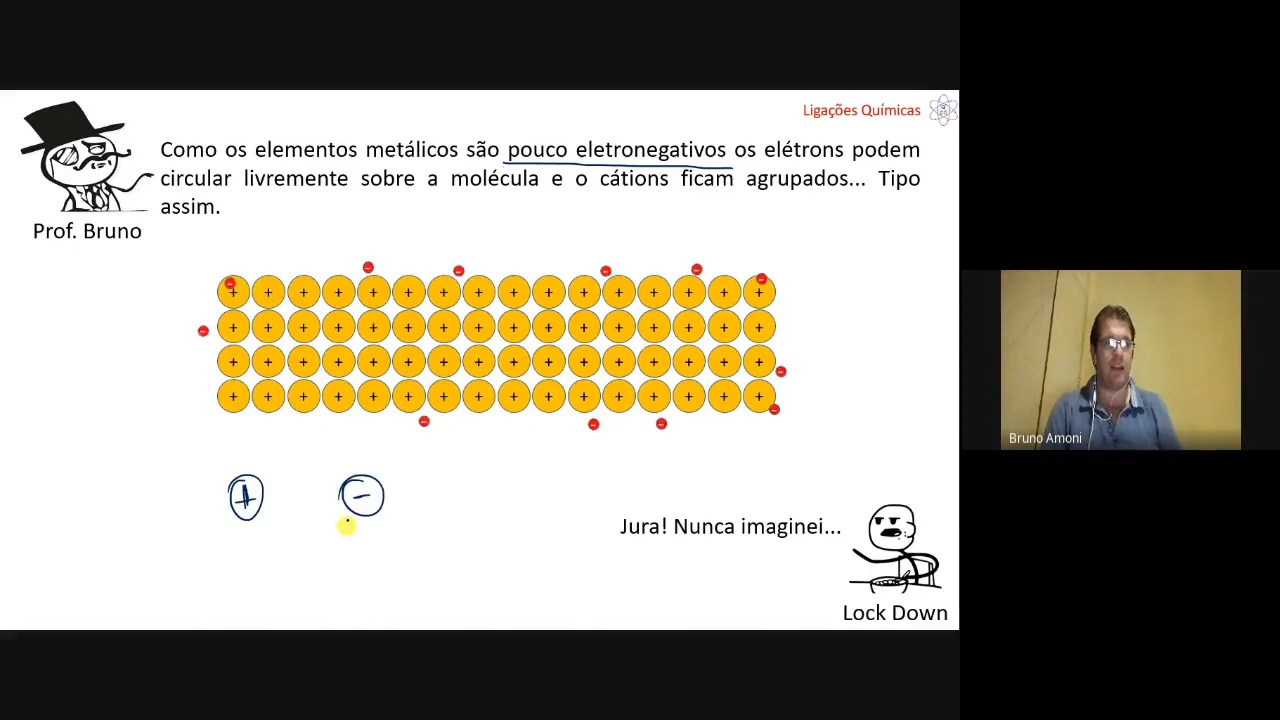 Ligações Químicas
Como os elementos metálicos são pouco eletronegativos os elétrons podem
circular livremente sobre a molécula e o cátions ficam agrupados... Tipo
assim.
Prof. Bruno
- - - - - -
+ + + + + + + + + + + + + + + +
-
+ + + + + + + + + + + + + + + +
+ + + + + + + + + + + + + + + +
-
+ + + + + + + + + + + + + + + +
-
- - -
+ -
Jura! Nunca imaginei...
Lock Down
Bruno Amoni